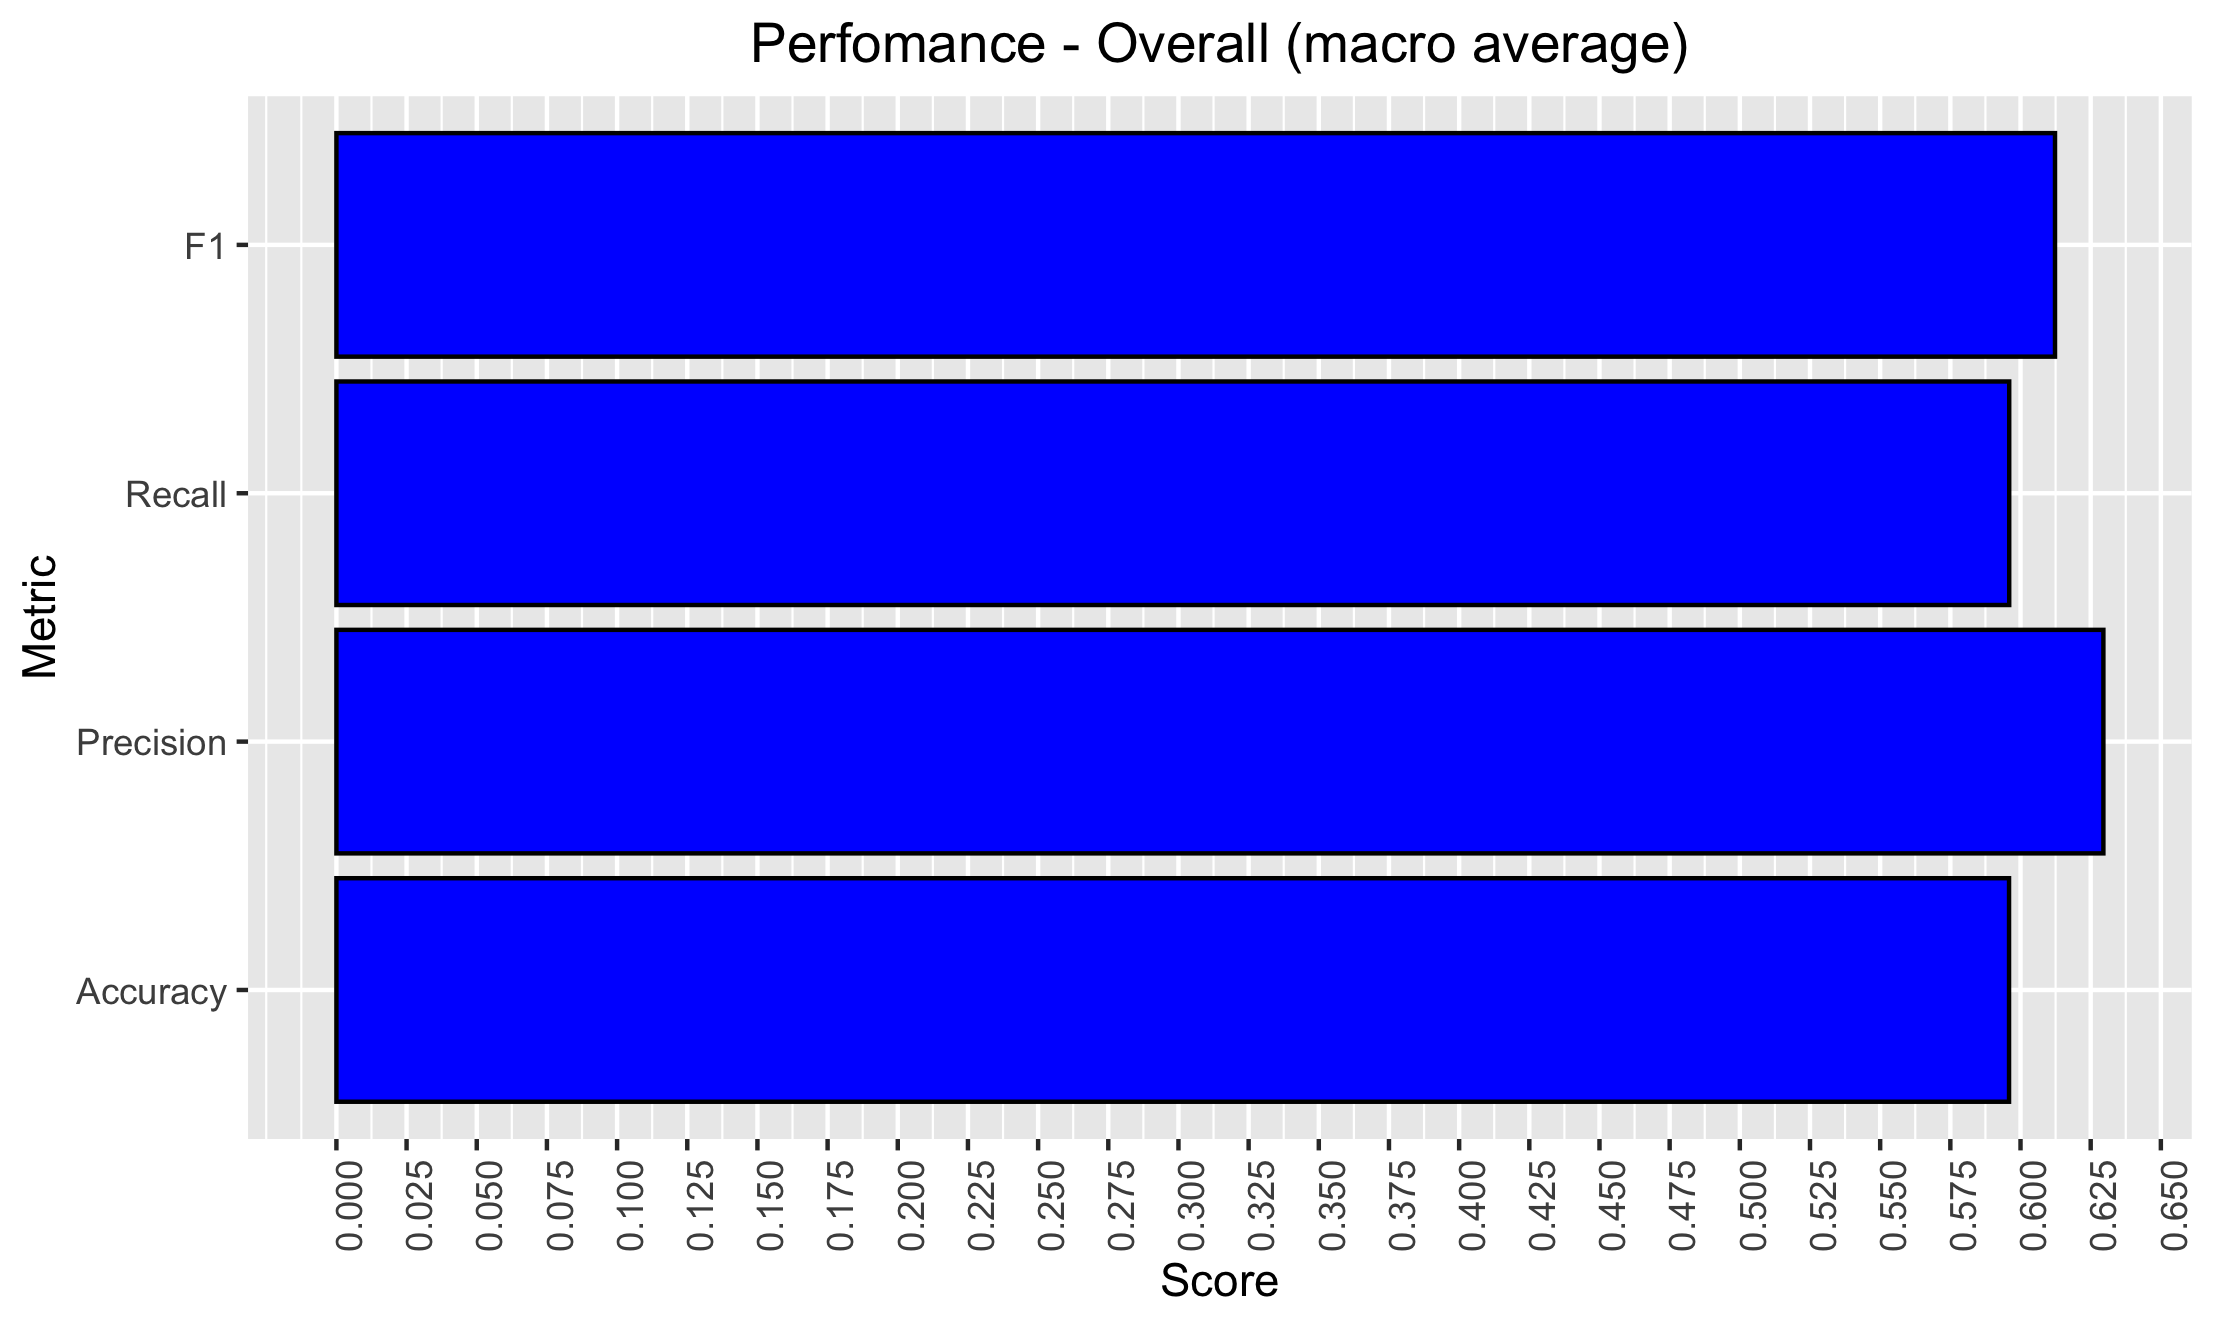 Perfomance - Overall (macro average)
Metric
F1
Recall
Precision
Accuracy
0.000 0.025 0.050 0.075 0.100 0.125 0.150 0.175 0.200 0.225 0.250 0.275 0.300 0.325 0.350 0.375 0.400 0.425 0.450 0.475 0.500 0.525 0.550 0.575 0.600 0.625 0.650
Score